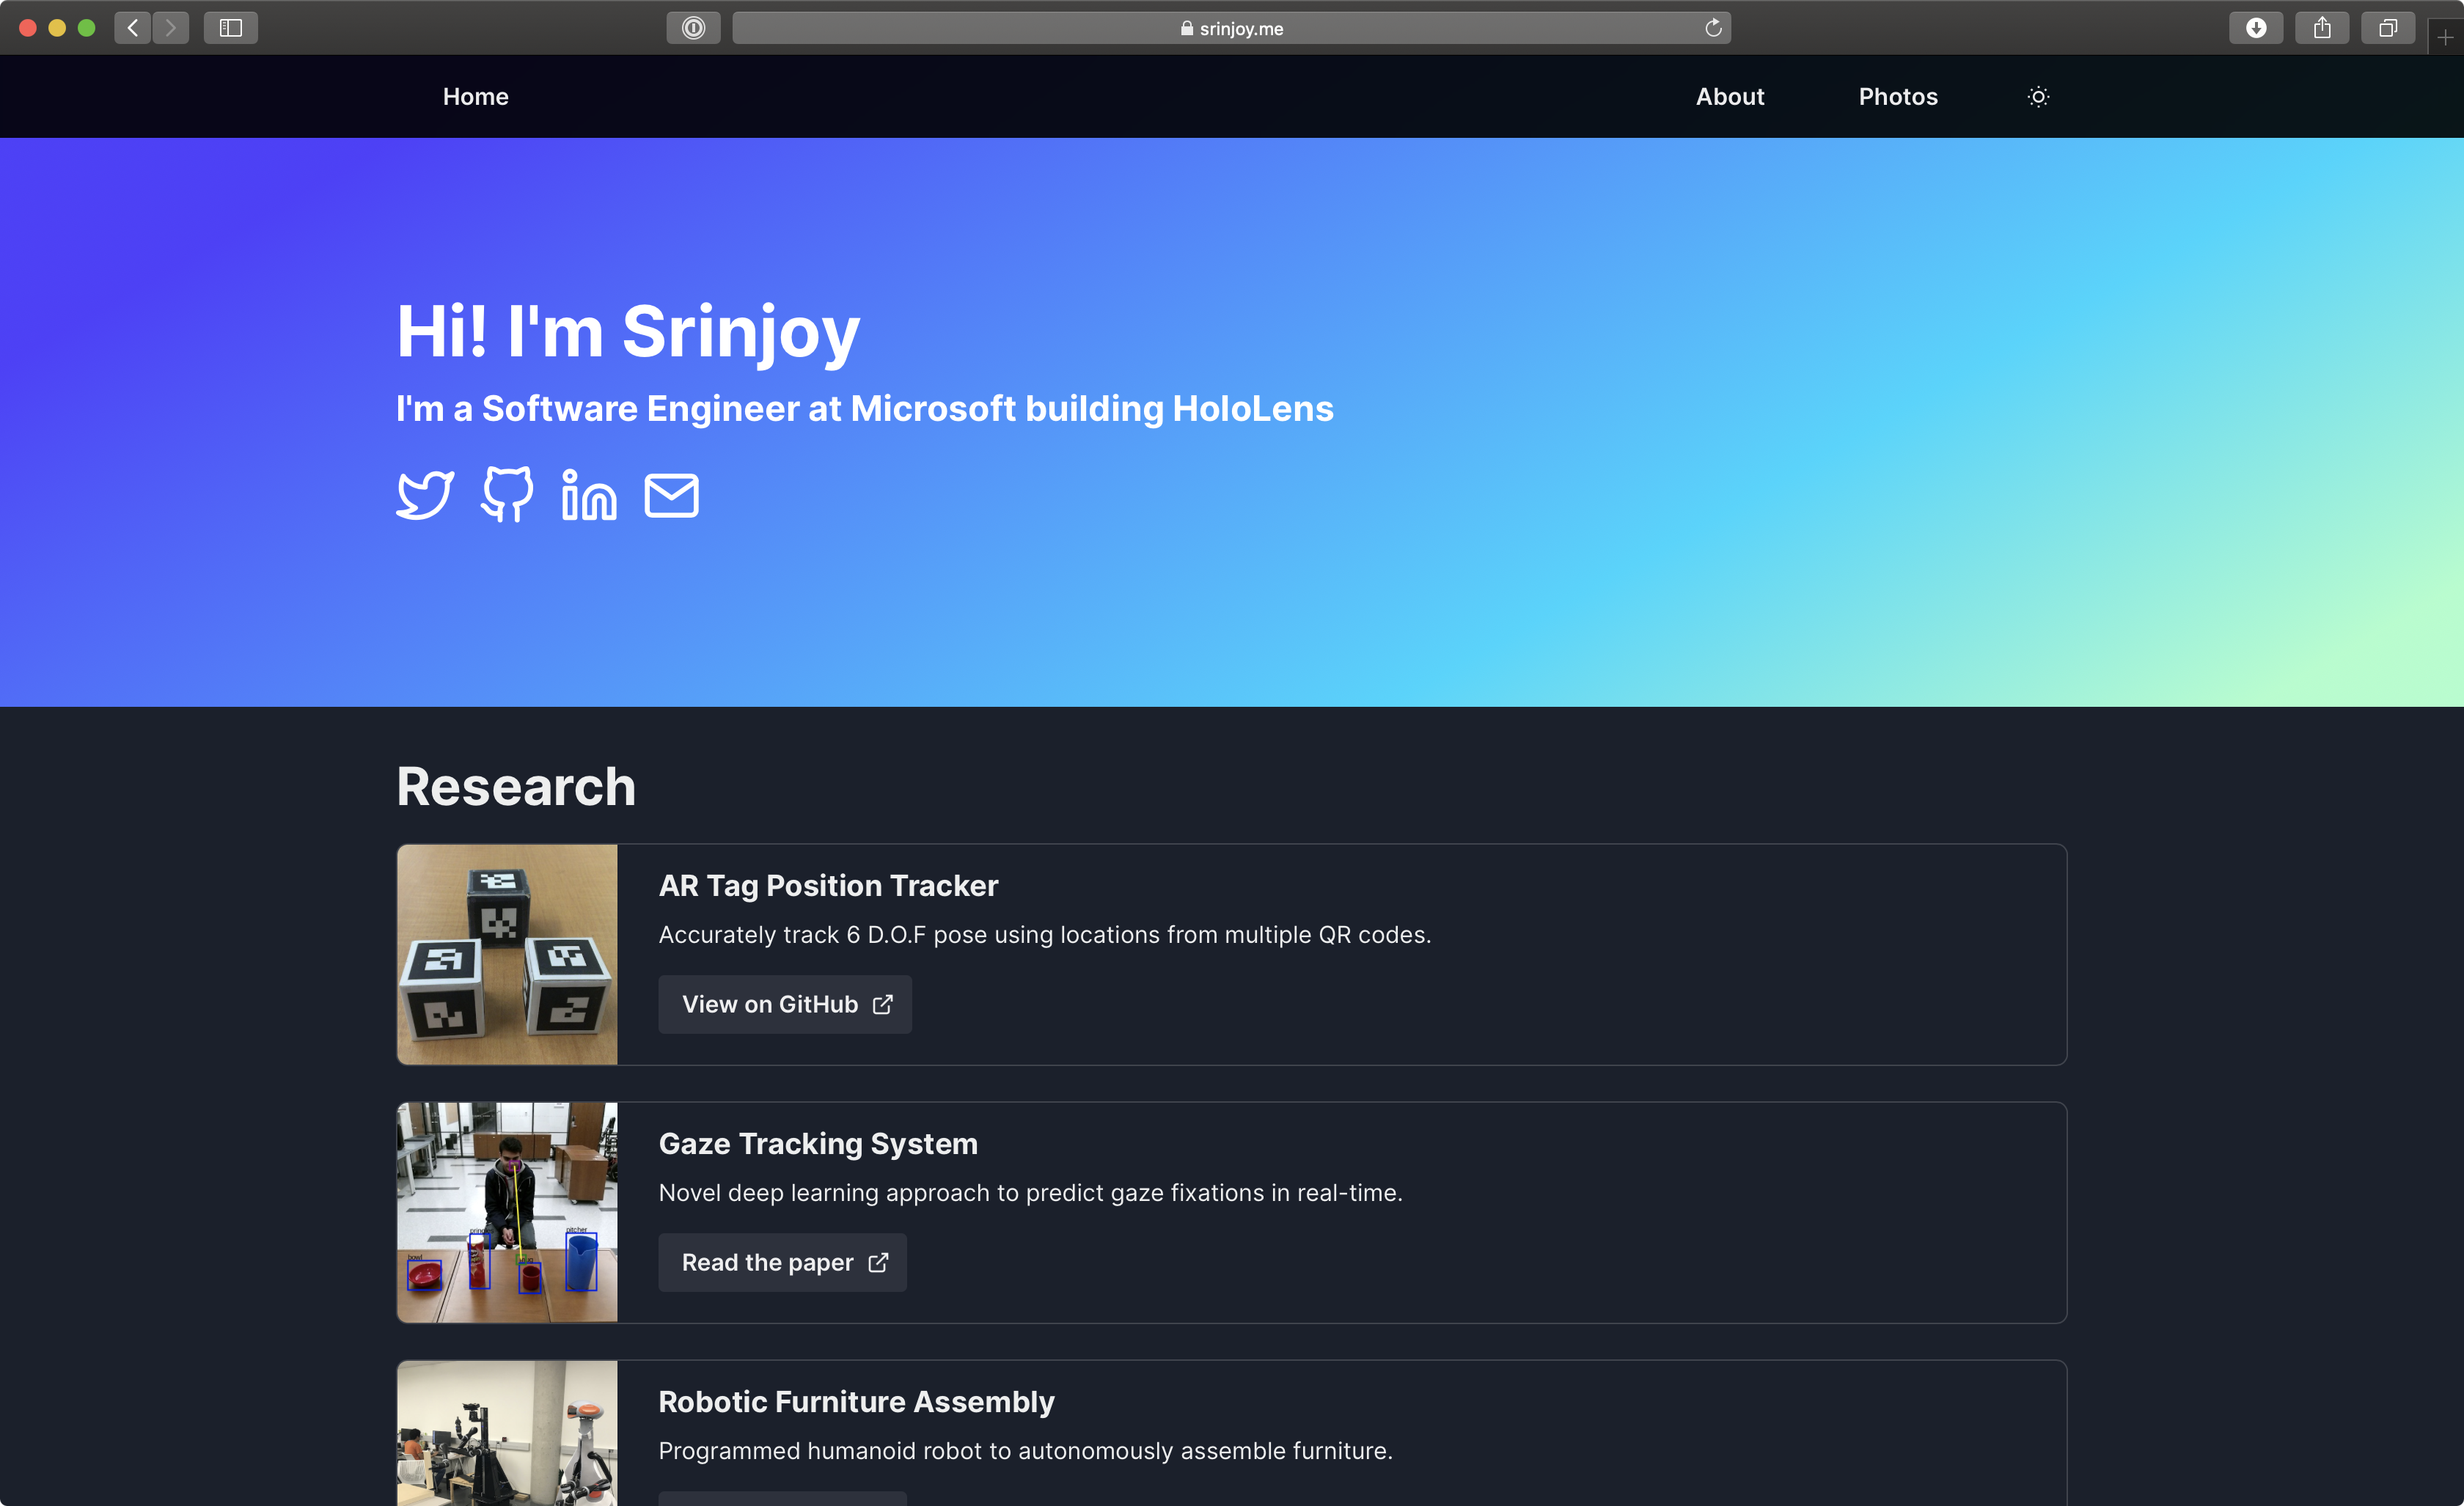 srinjoy.me
Home
About
Photos
Hi! I'm Srinjoy
I'm a Software Engineer at Microsoft building HoloLens
Research
AR Tag Position Tracker
Accurately track 6 D.O.F pose using locations from multiple QR codes.
View on GitHub
Gaze Tracking System
Novel deep learning approach to predict gaze fixations in real-time.
Read the paper
bowl
pitcher
Robotic Furniture Assembly
Programmed humanoid robot to autonomously assemble furniture.